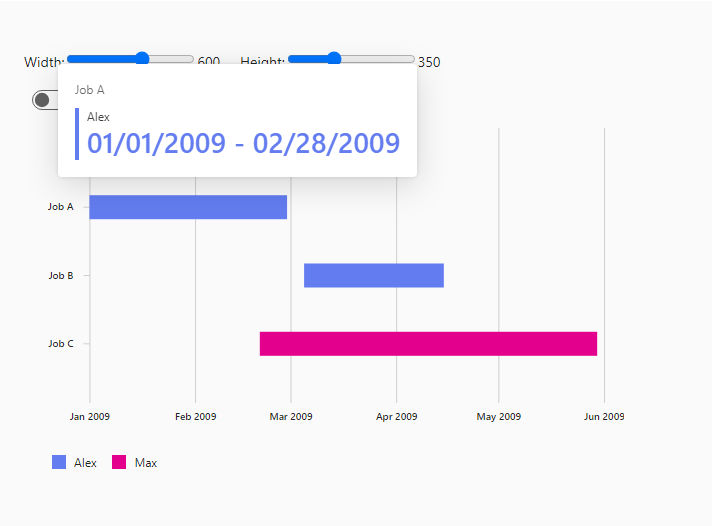 Width: 600 Height: 350
Job A
Alex
01/01/2009 - 02/28/2009
Job A
Job B
Job C
Jan 2009 Feb 2009 Mar 2009 Apr 2009 May 2009 Jun 2009
Alex Max